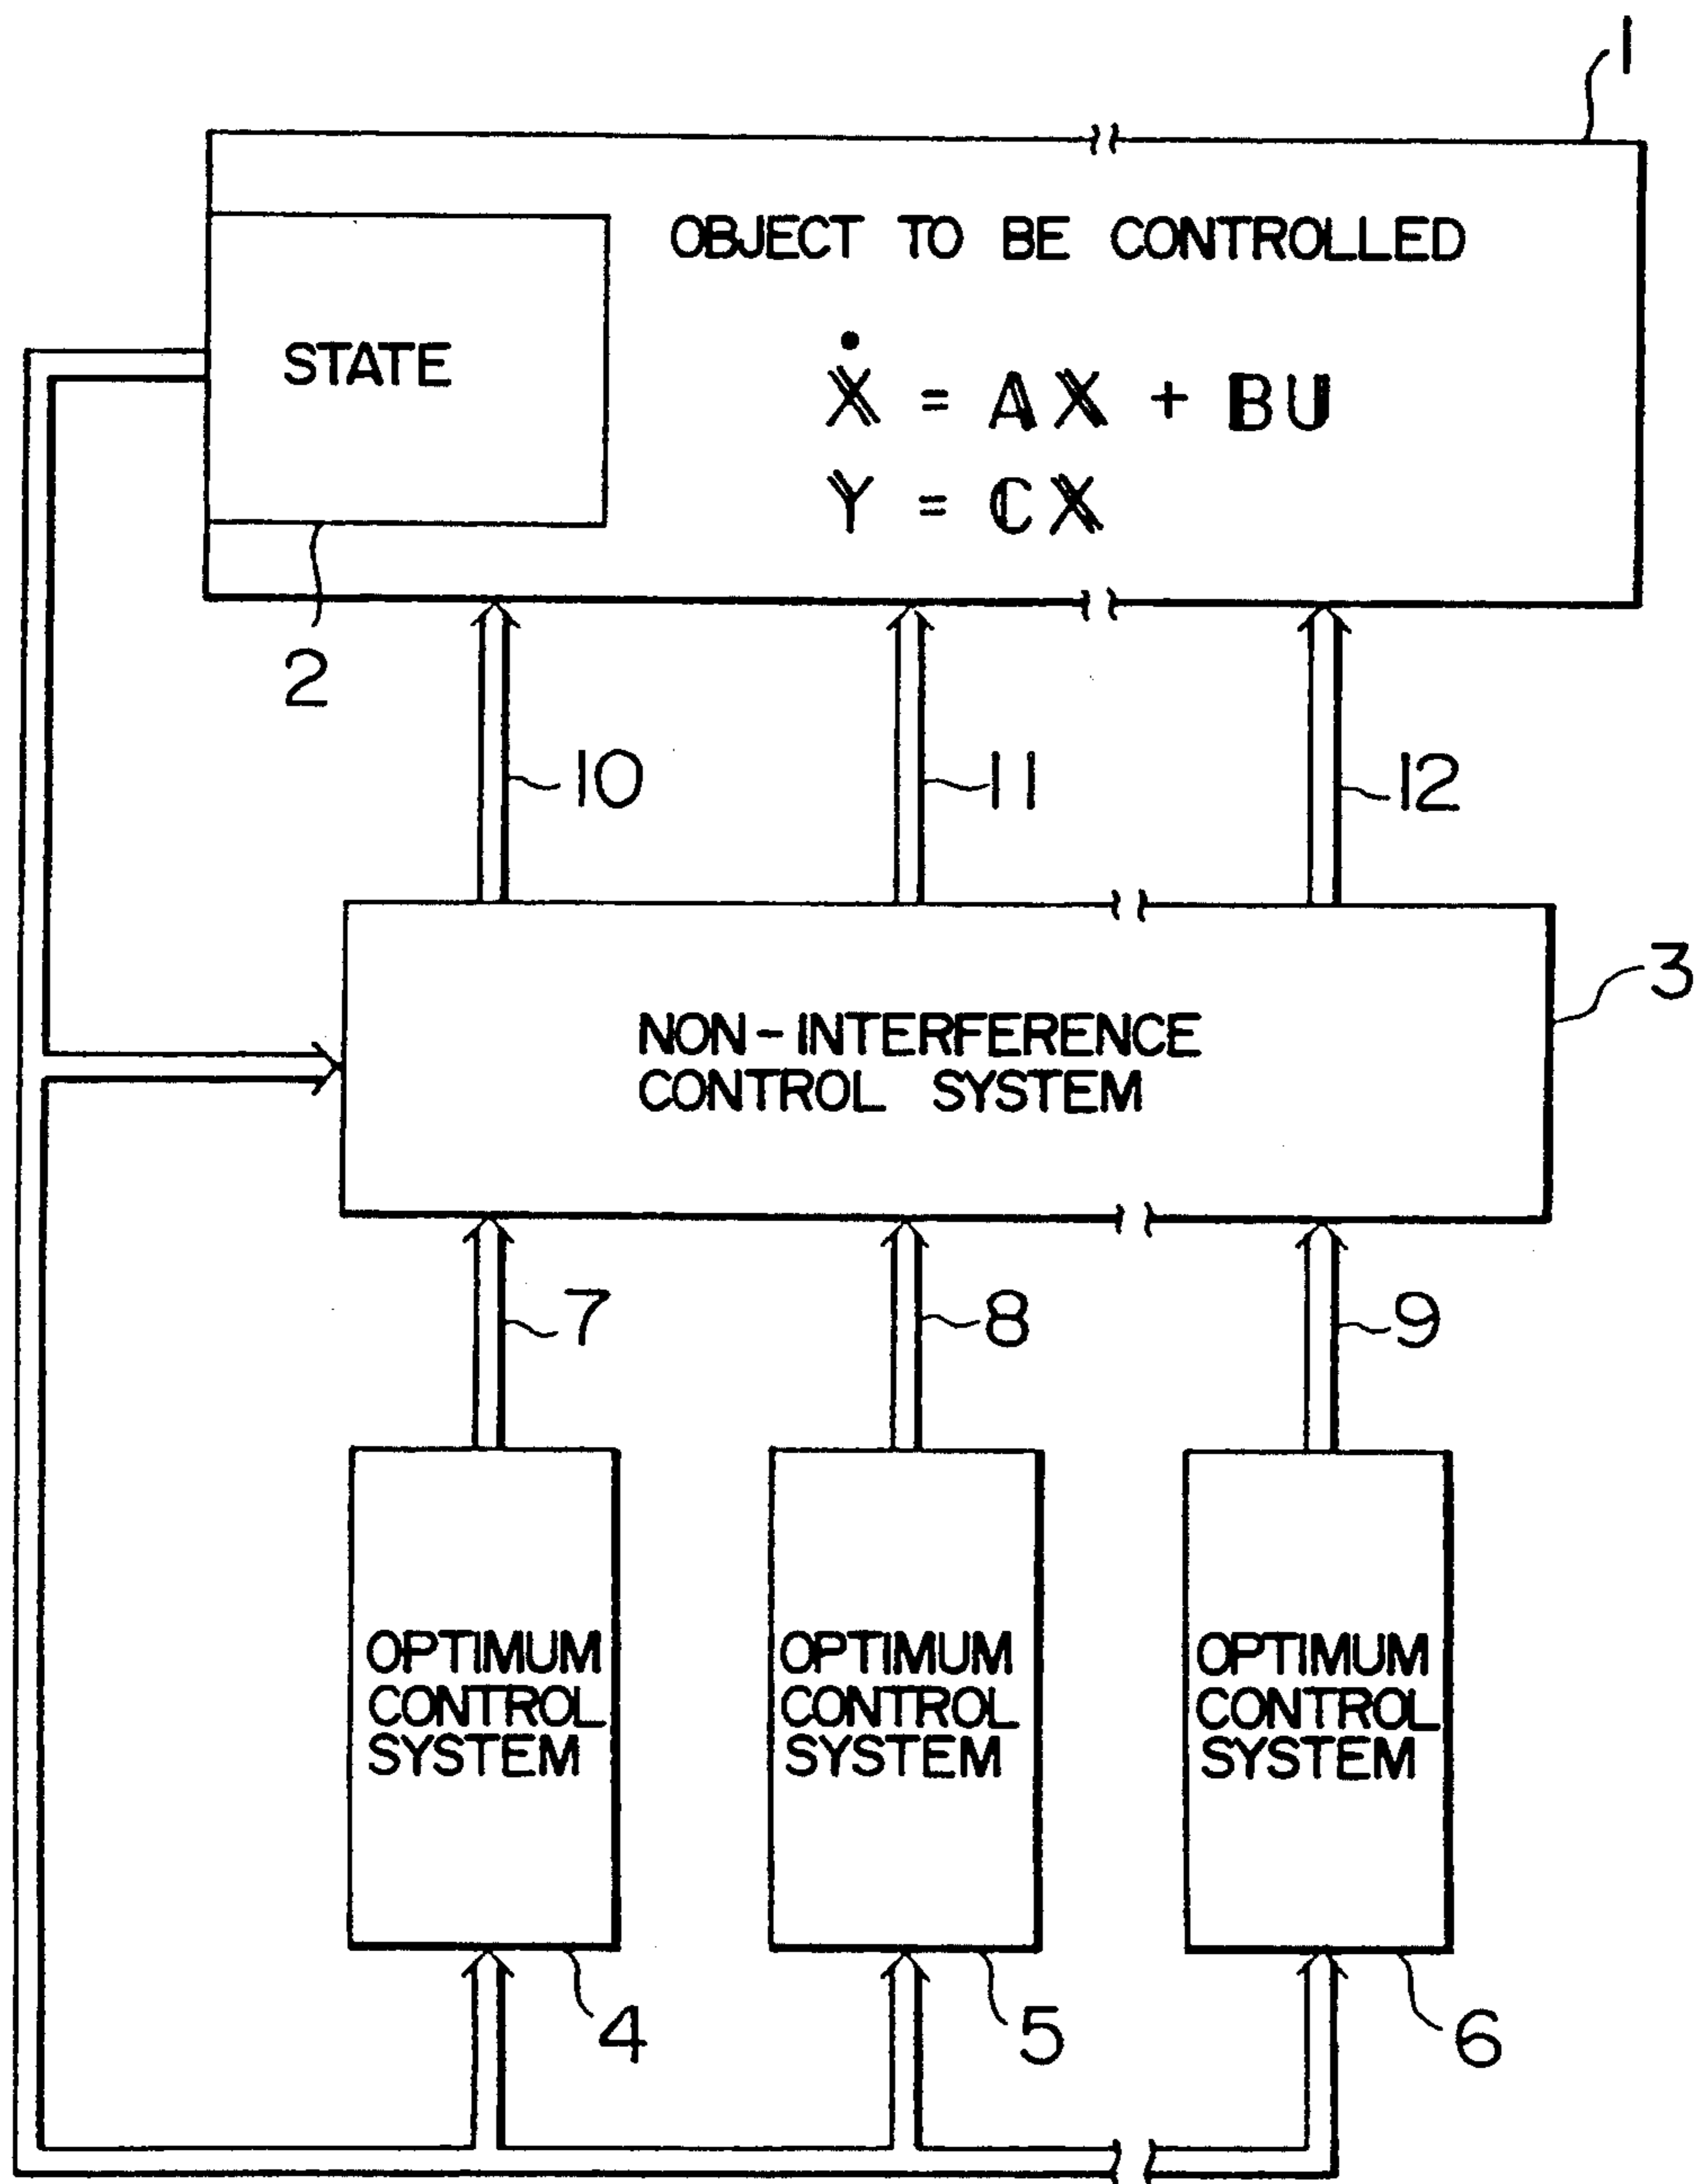 1
OBJECT TO BE CONTROLLED
STATE
Ẋ = AX + BU
Y = CX
2
10
11
12
3
NON-INTERFERENCE
CONTROL SYSTEM
7
8
9
OPTIMUM
CONTROL
SYSTEM
OPTIMUM
CONTROL
SYSTEM
OPTIMUM
CONTROL
SYSTEM
4
5
6